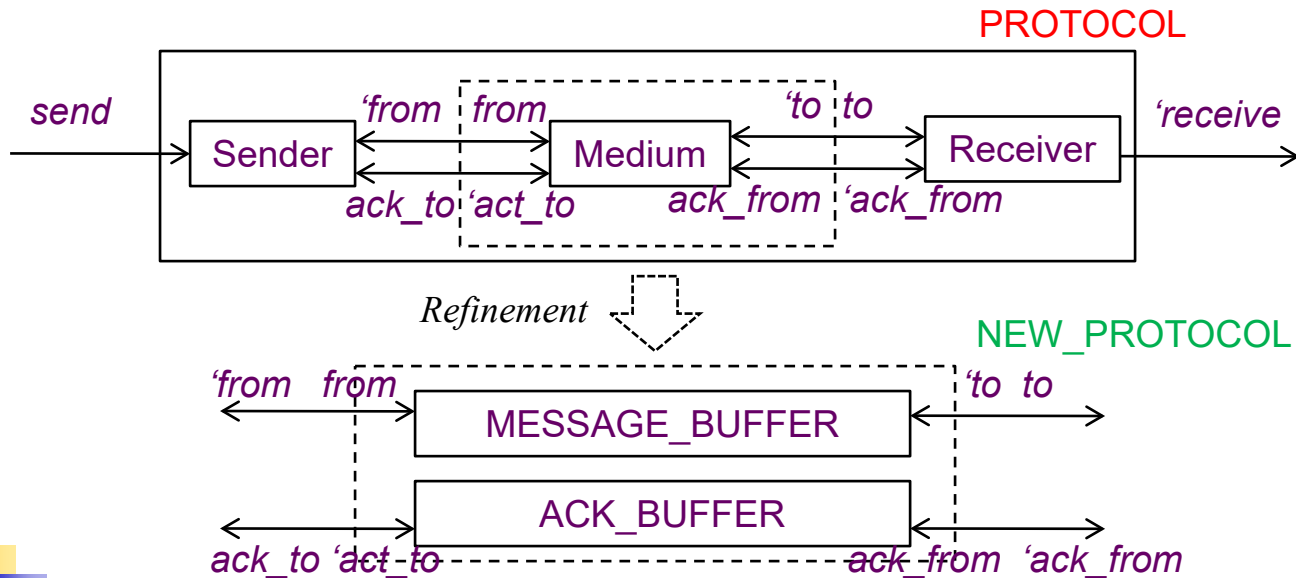 PROTOCOL
send
‘from from
‘to to
‘receive
Sender
Medium
Receiver
ack_to ‘act_to
ack_from ‘ack_from
Refinement
NEW_PROTOCOL
‘from from
‘to to
MESSAGE_BUFFER
ACK_BUFFER
ack_to ‘act_to
ack_from ‘ack_from